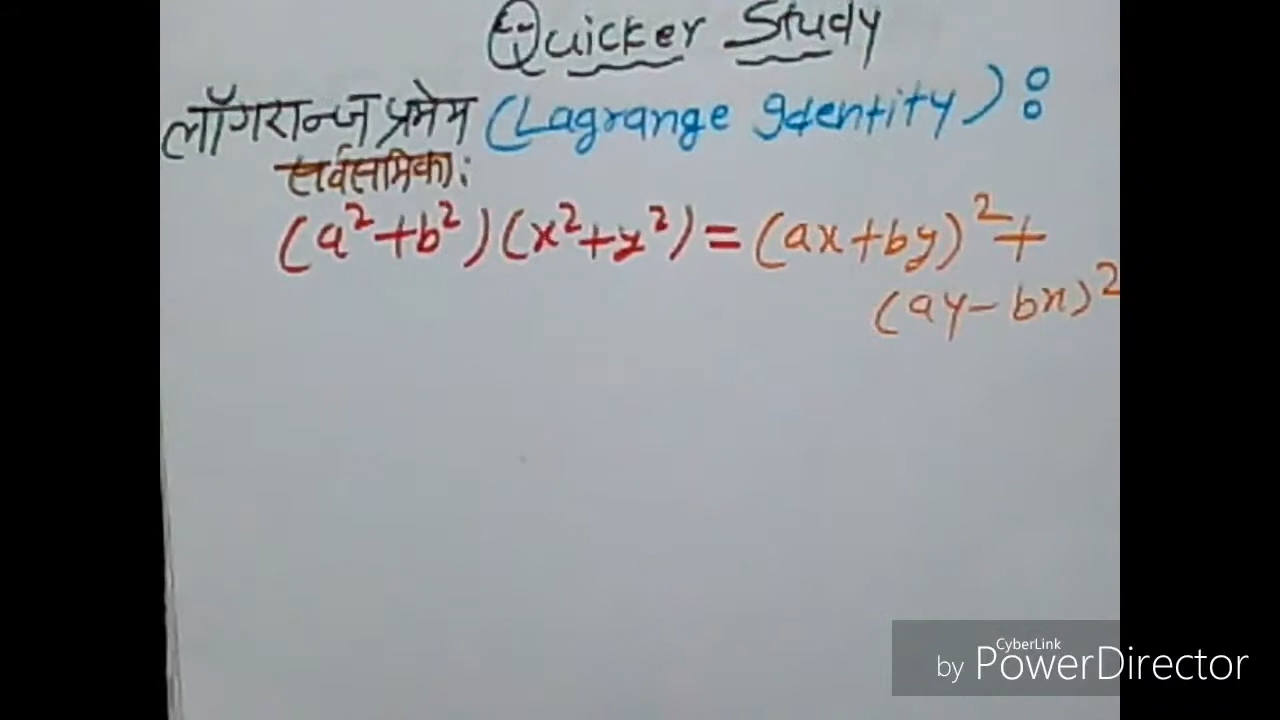 Quicker Study
लॉगरान्ज प्रमेय (Lagrange Identity) :
सर्वसमिका:
(a²+b²)(x²+y²) = (ax+by)²+
(ay-bx)²
CyberLink
by PowerDirector